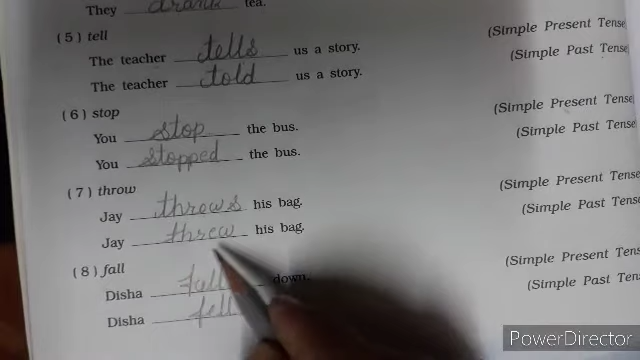 They drank tea.
(5) tell
The teacher tells us a story. (Simple Present Tense
The teacher told us a story. (Simple Past Tense
(6) stop
You stop the bus. (Simple Present Tense
You stopped the bus. (Simple Past Tense
(7) throw
Jay throws his bag. (Simple Present Tense
Jay threw his bag. (Simple Past Tense
(8) fall
Disha down. (Simple Present Tense
Disha fell (Simple Past Ten
PowerDirector